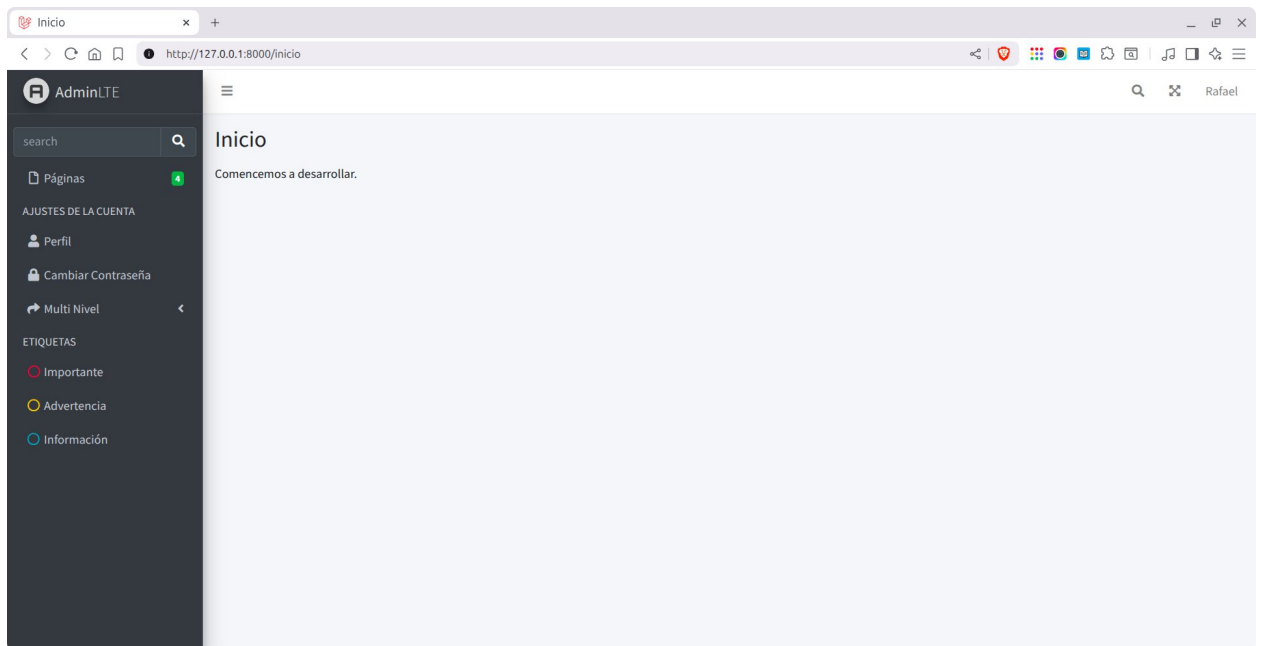 Inicio
http://127.0.0.1:8000/inicio
AdminLTE
Rafael
search
Páginas 4
AJUSTES DE LA CUENTA
Perfil
Cambiar Contraseña
Multi Nivel
ETIQUETAS
Importante
Advertencia
Información
Inicio
Comencemos a desarrollar.